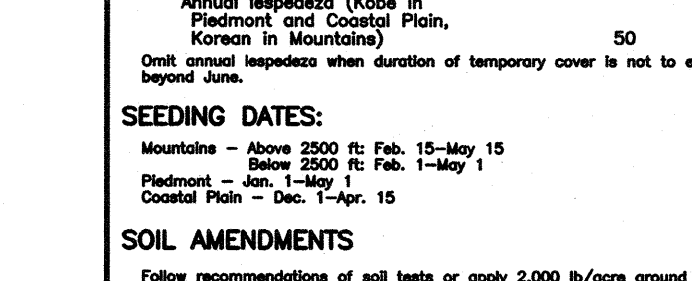 Annual lespedeza (Kobe in
Piedmont and Coastal Plain,
Korean in Mountains) 50
Omit annual lespedeza when duration of temporary cover is not to
beyond June.
SEEDING DATES:
Mountains – Above 2500 ft: Feb. 15–May 15
Below 2500 ft: Feb. 1–May 1
Piedmont – Jan. 1–May 1
Coastal Plain – Dec. 1–Apr. 15
SOIL AMENDMENTS
Follow recommendations of soil tests or apply 2,000 lb/acre ground